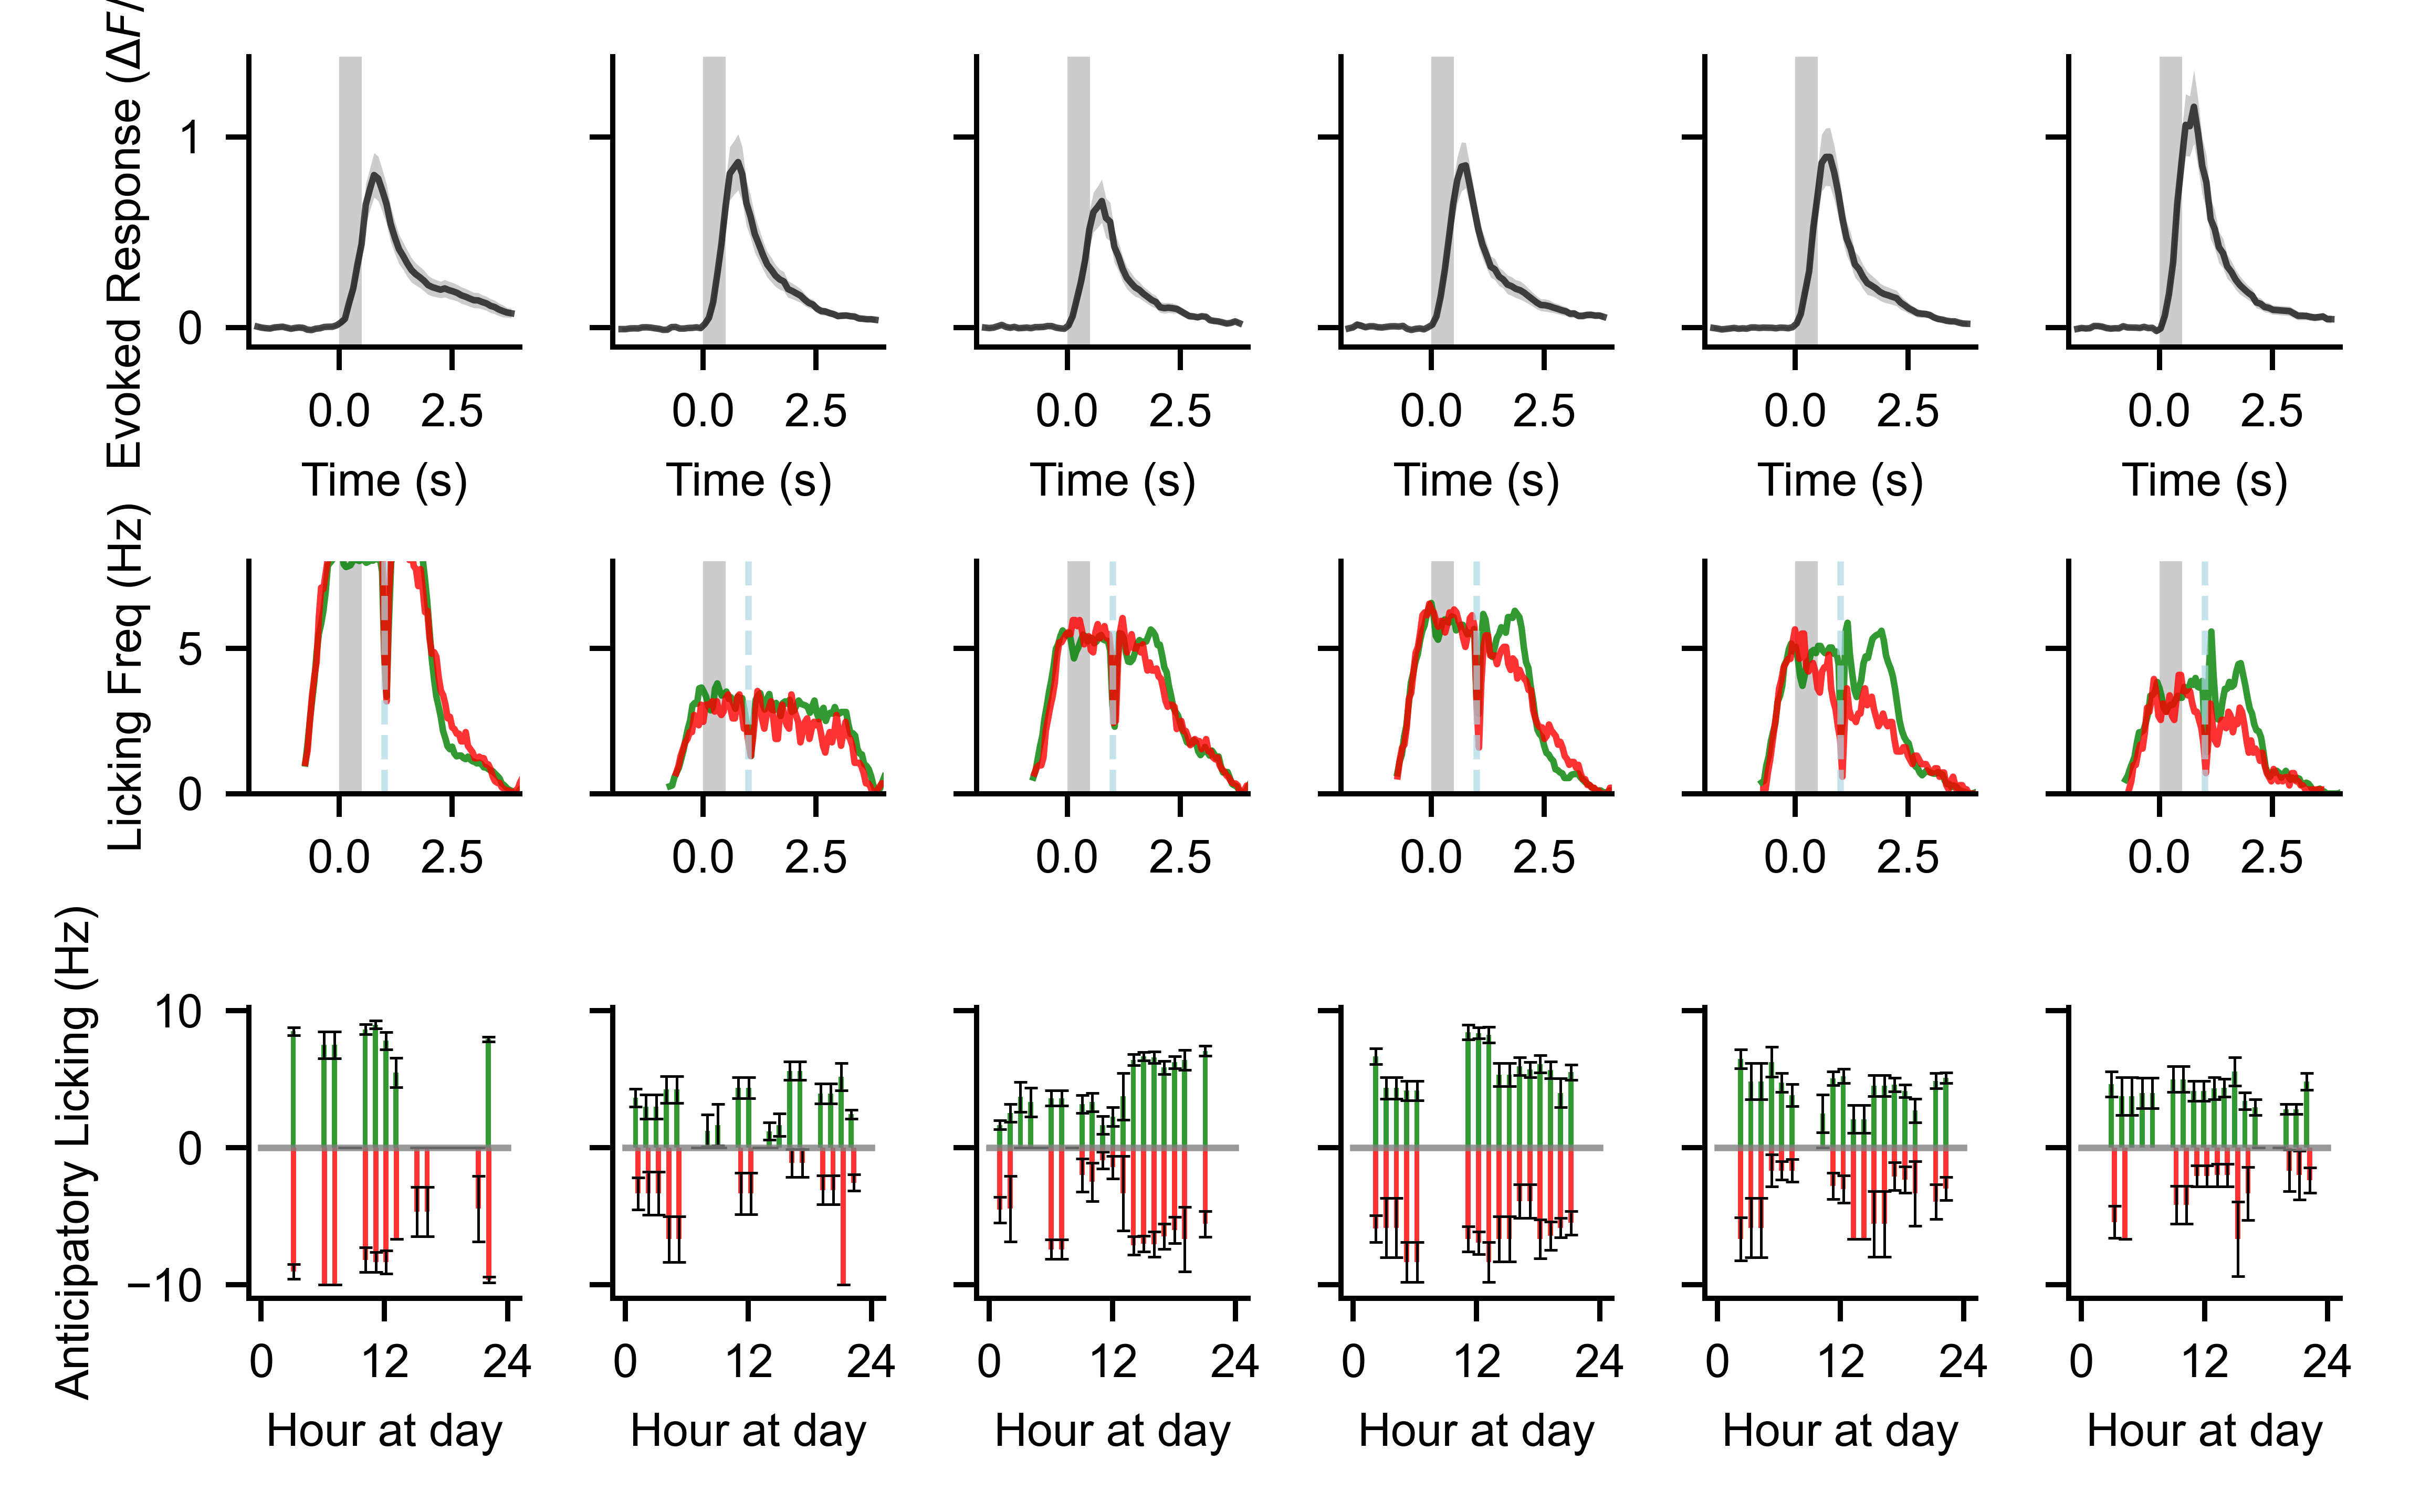 Evoked Response (ΔF/
1
0
0.0 2.5 0.0 2.5 0.0 2.5 0.0 2.5 0.0 2.5 0.0 2.5
Time (s) Time (s) Time (s) Time (s) Time (s) Time (s)
Licking Freq (Hz)
5
0
0.0 2.5 0.0 2.5 0.0 2.5 0.0 2.5 0.0 2.5 0.0 2.5
Anticipatory Licking (Hz)
10
0
−10
0 12 24 0 12 24 0 12 24 0 12 24 0 12 24 0 12 24
Hour at day Hour at day Hour at day Hour at day Hour at day Hour at day